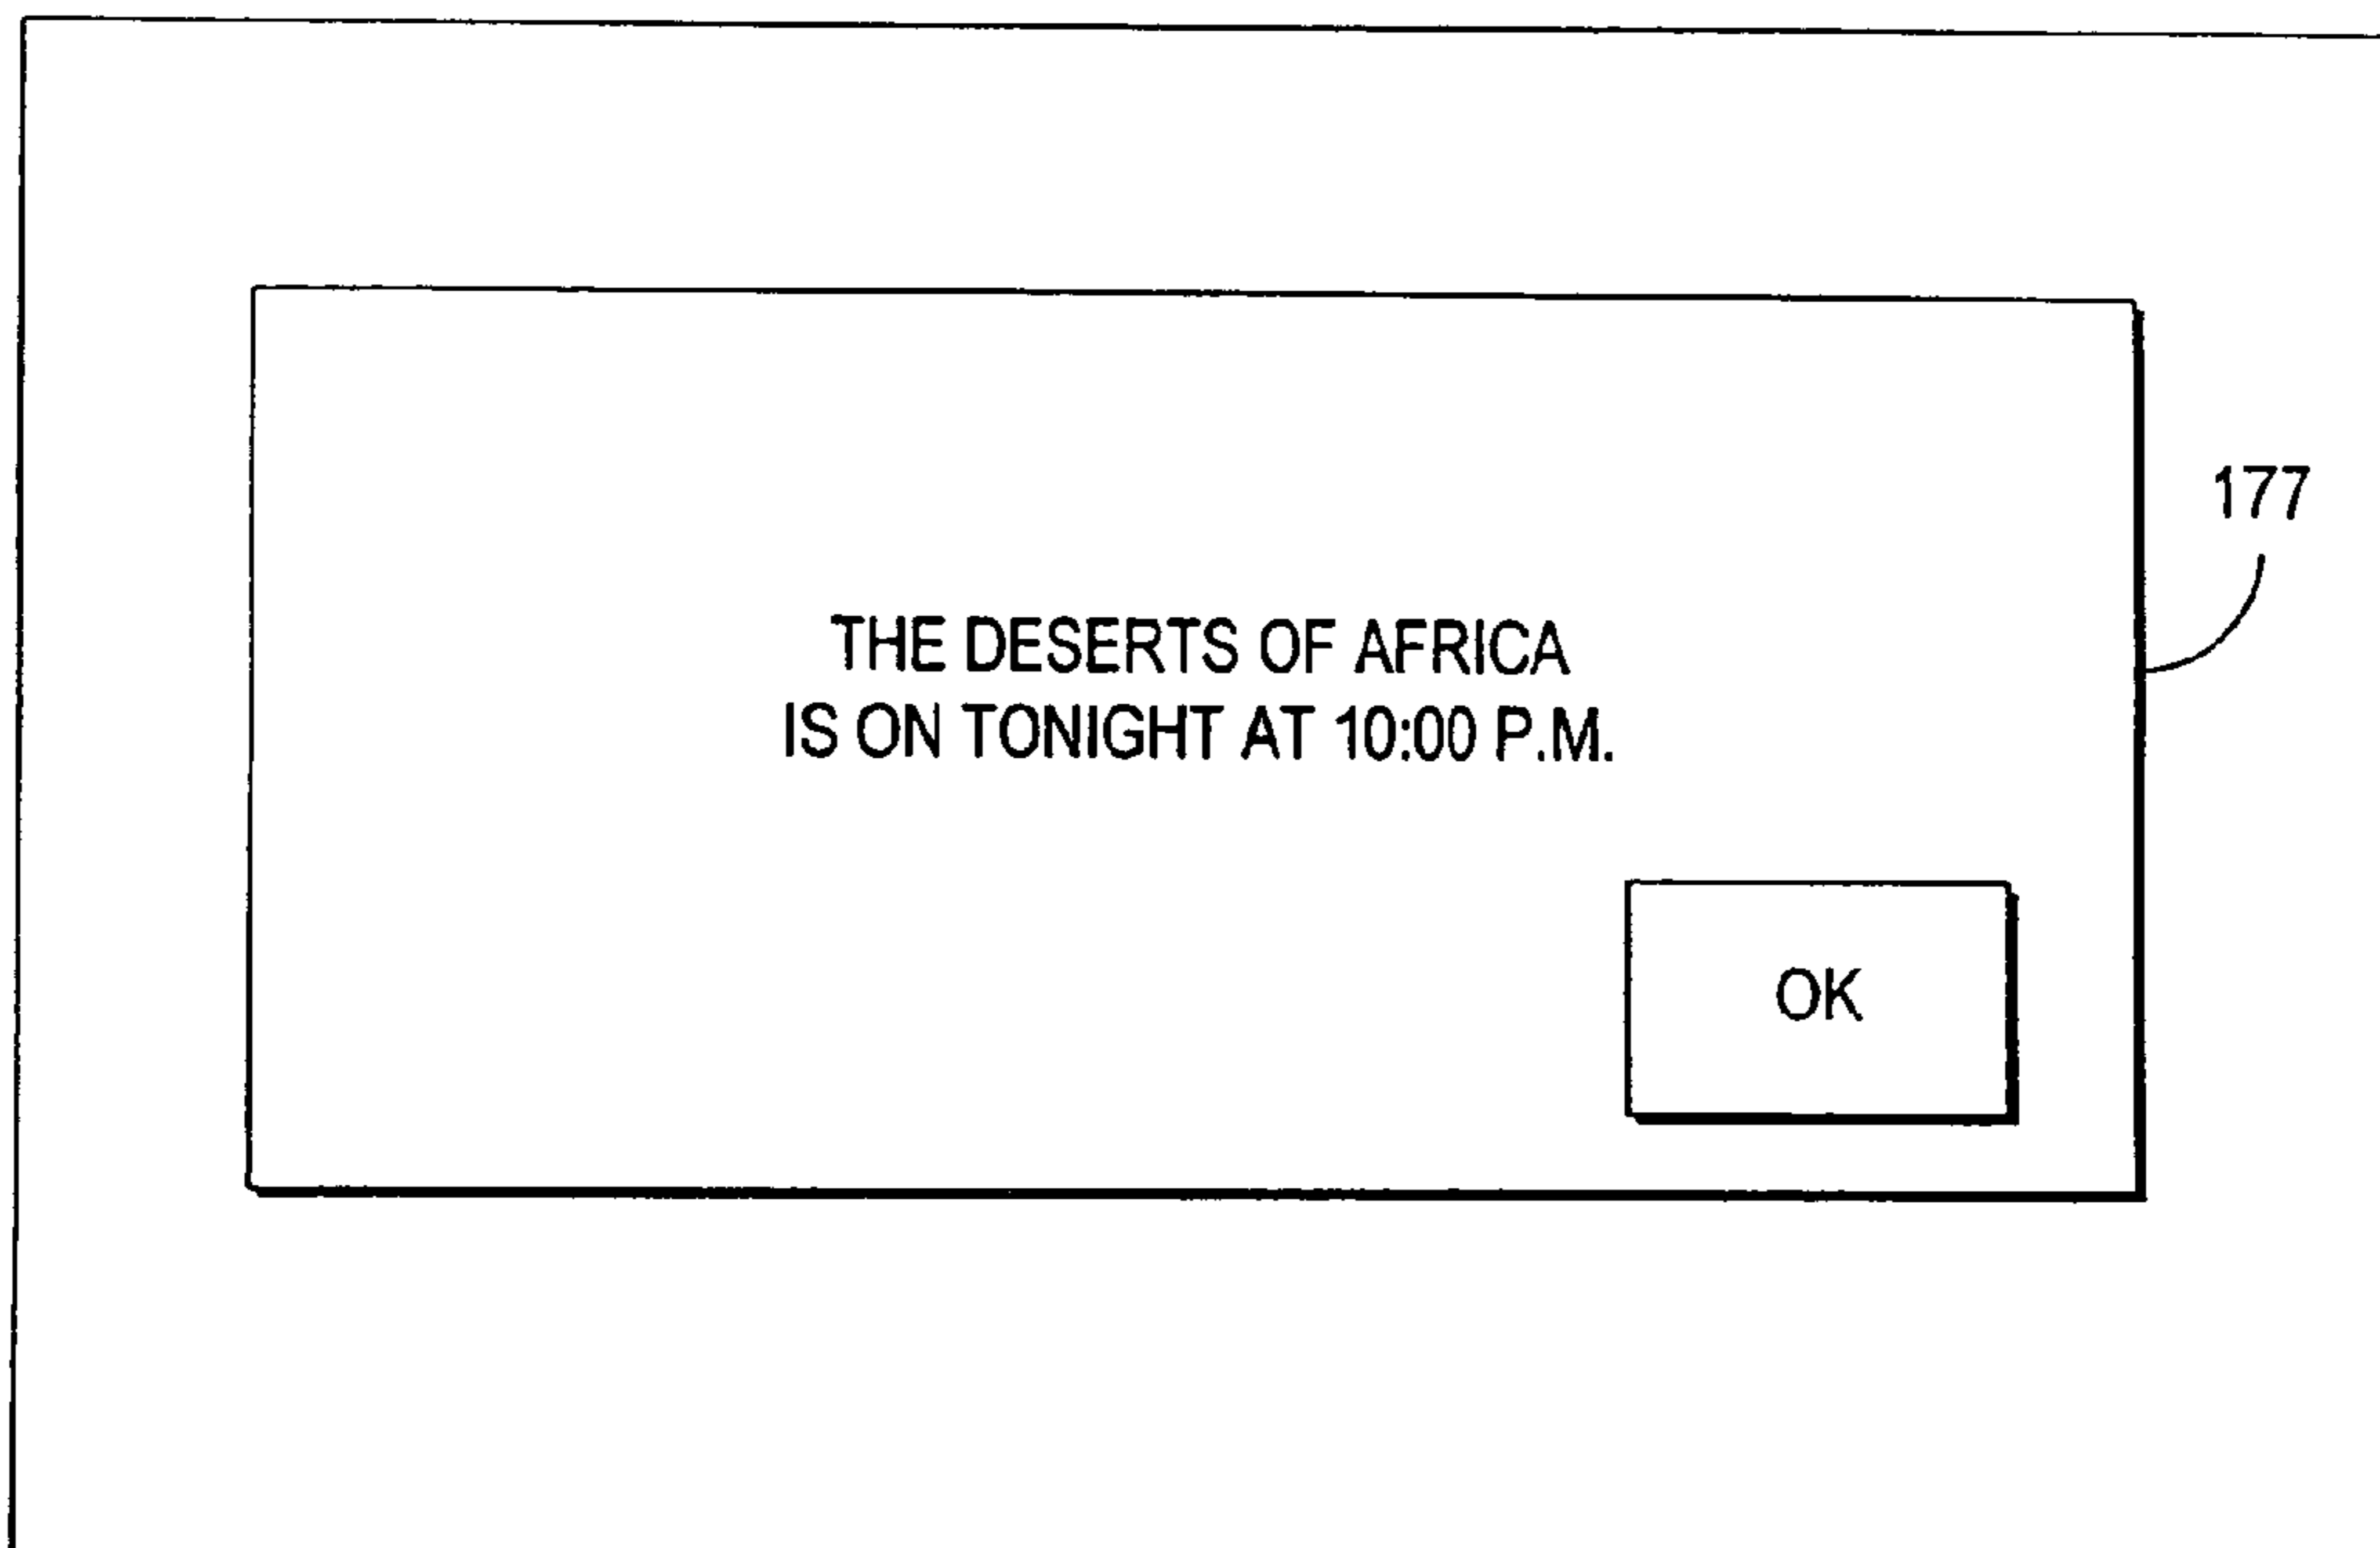 177
THE DESERTS OF AFRICA
IS ON TONIGHT AT 10:00 P.M.
OK